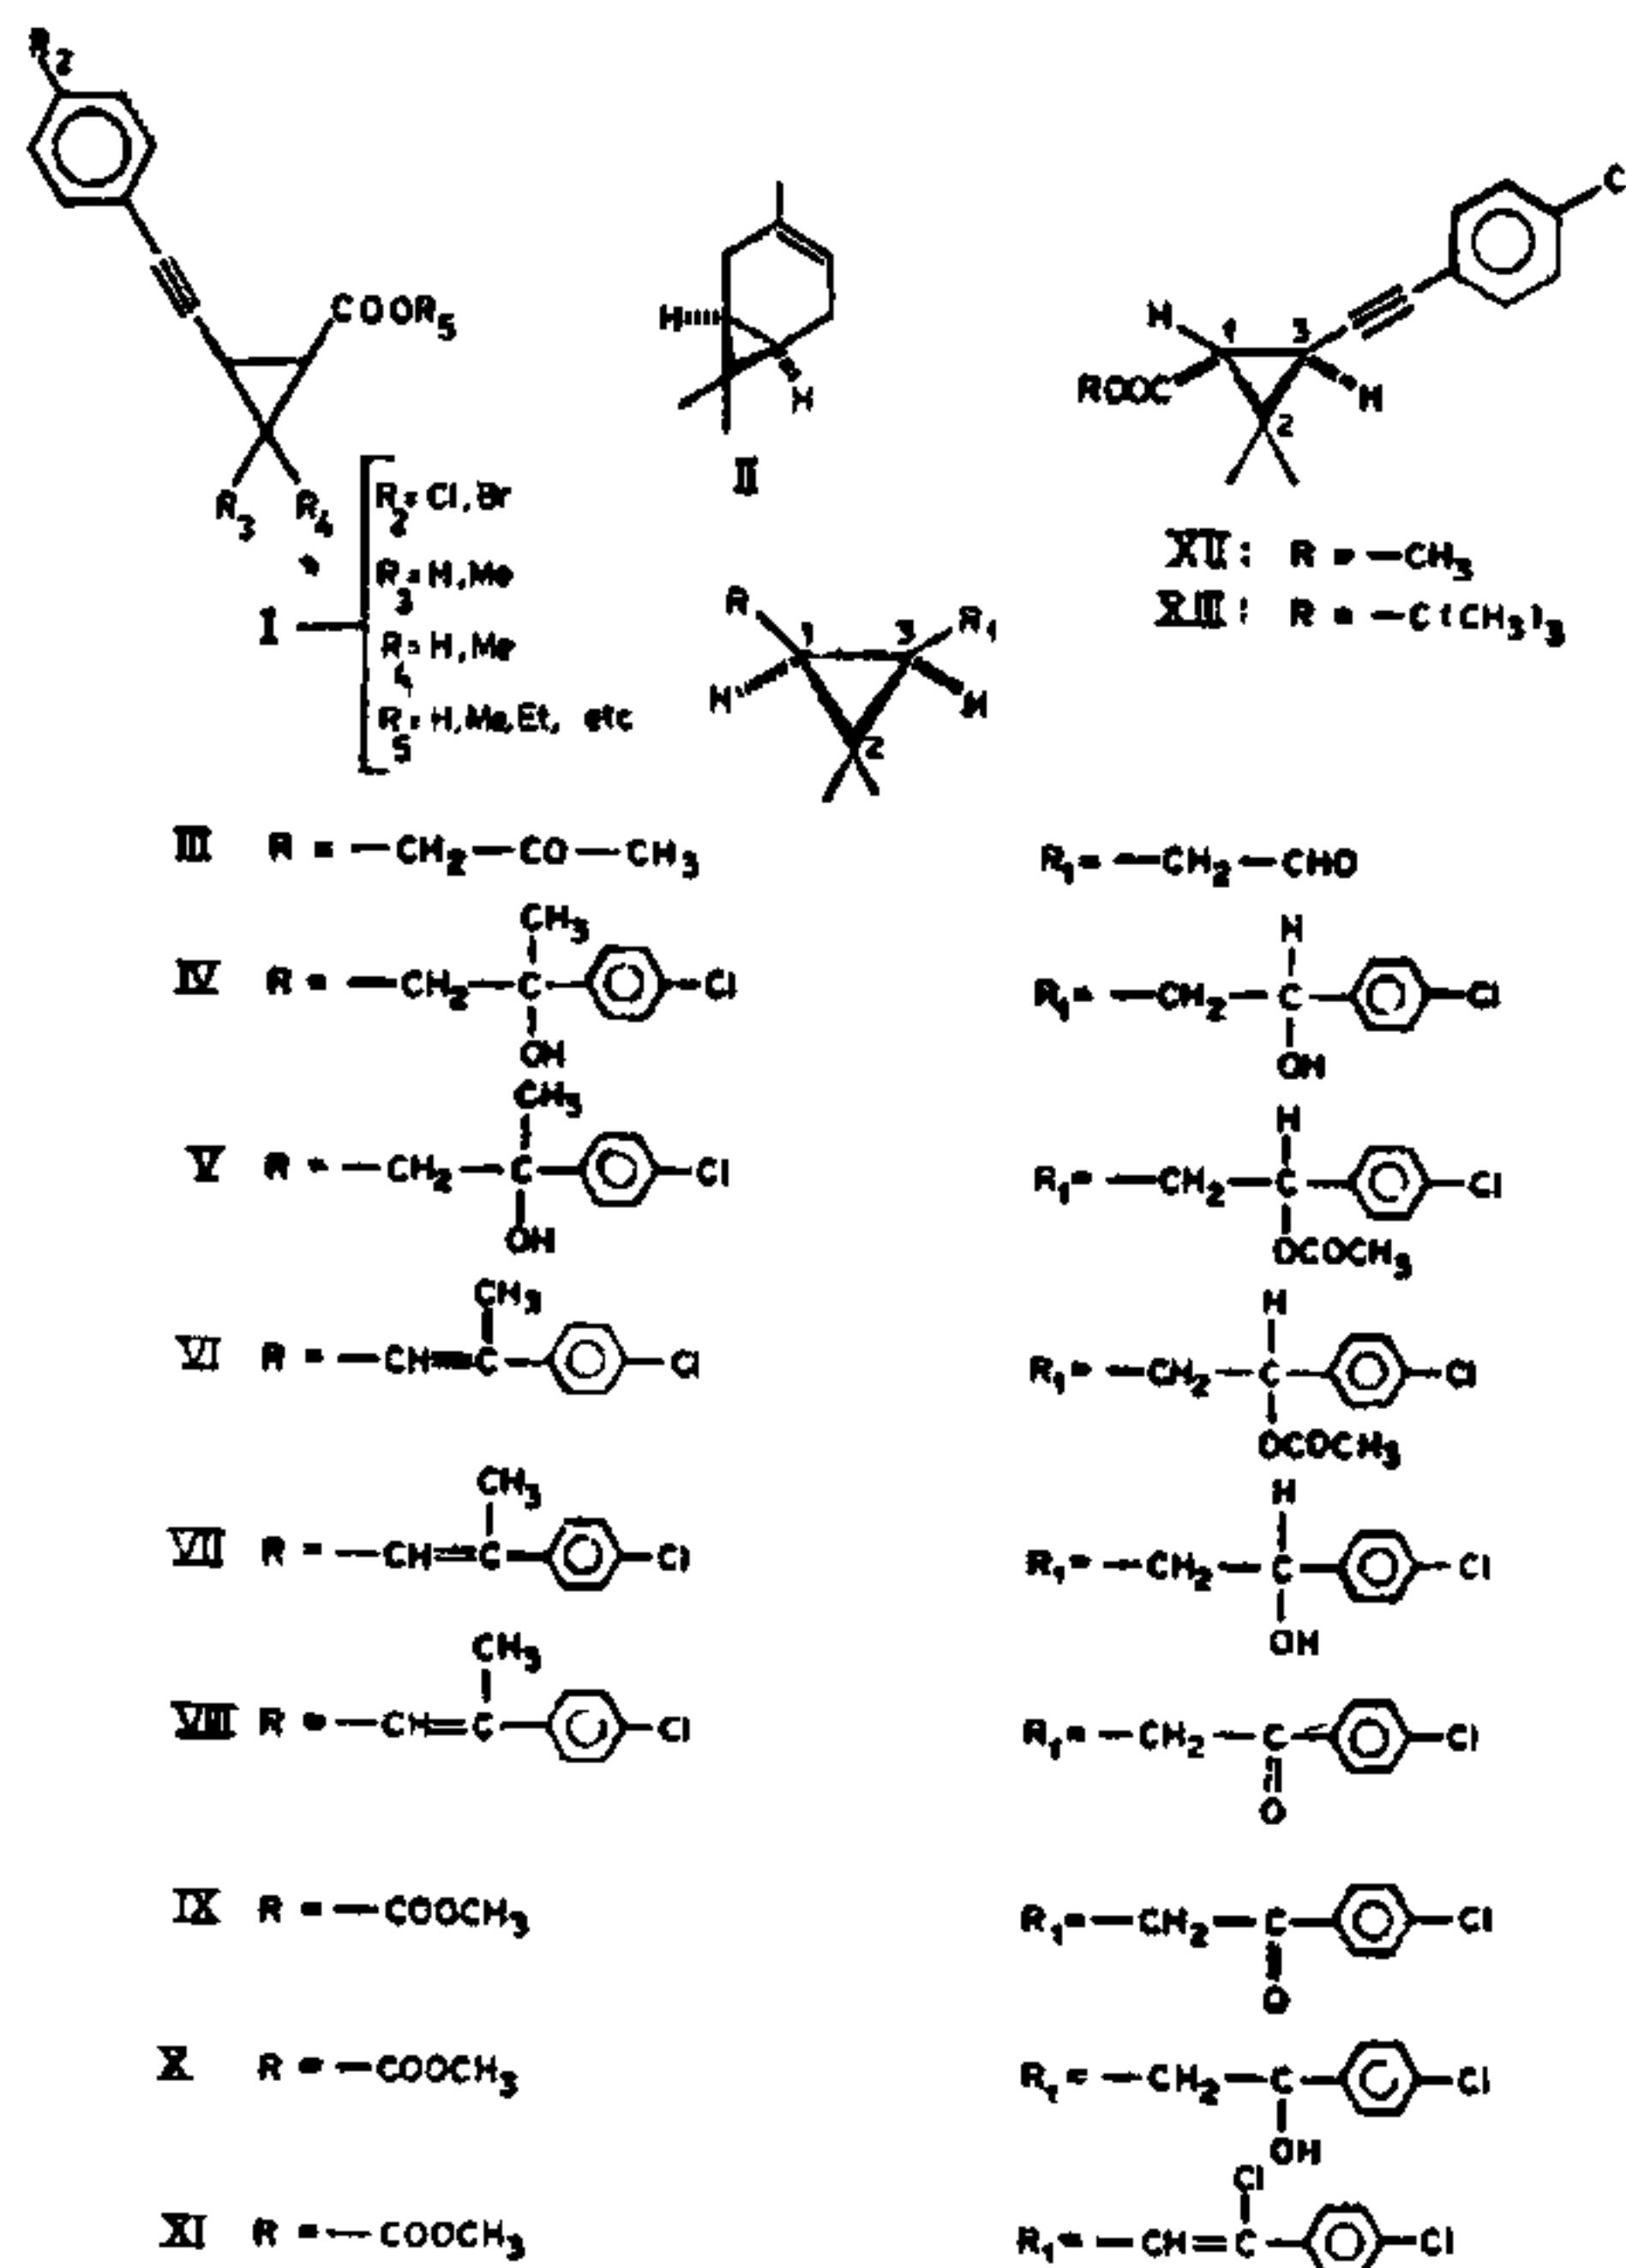 R2
COOR5
R3 R4
I
R2=Cl,Br
R3=H,Me
R4=H,Me
R5=H,Me,Et, etc
H
H
II
C
H 1 3
ROOC H
2
XII: R = —CH3
XIII: R = —C(CH3)3
R 1 3 R1
H H
2
III R = —CH2—CO—CH3 R1= —CH2—CHO
CH3 H
IV R = —CH2—C—Cl R1= —CH2—C—Cl
OH OH
CH3 H
V R = —CH2—C—Cl R1= —CH2—C—Cl
OH OCOCH3
CH3 H
VI R = —CH=C—Cl R1= —CH2—C—Cl
OCOCH3
CH3 H
VII R = —CH=C—Cl R1= —CH2—C—Cl
OH
CH3
VIII R = —CH=C—Cl R1= —CH2—C—Cl
O
IX R = —COOCH3 R1= —CH2—C—Cl
O
X R = —COOCH3 R1= —CH2—C—Cl
OH
Cl
XI R = —COOCH3 R1= —CH=C—Cl